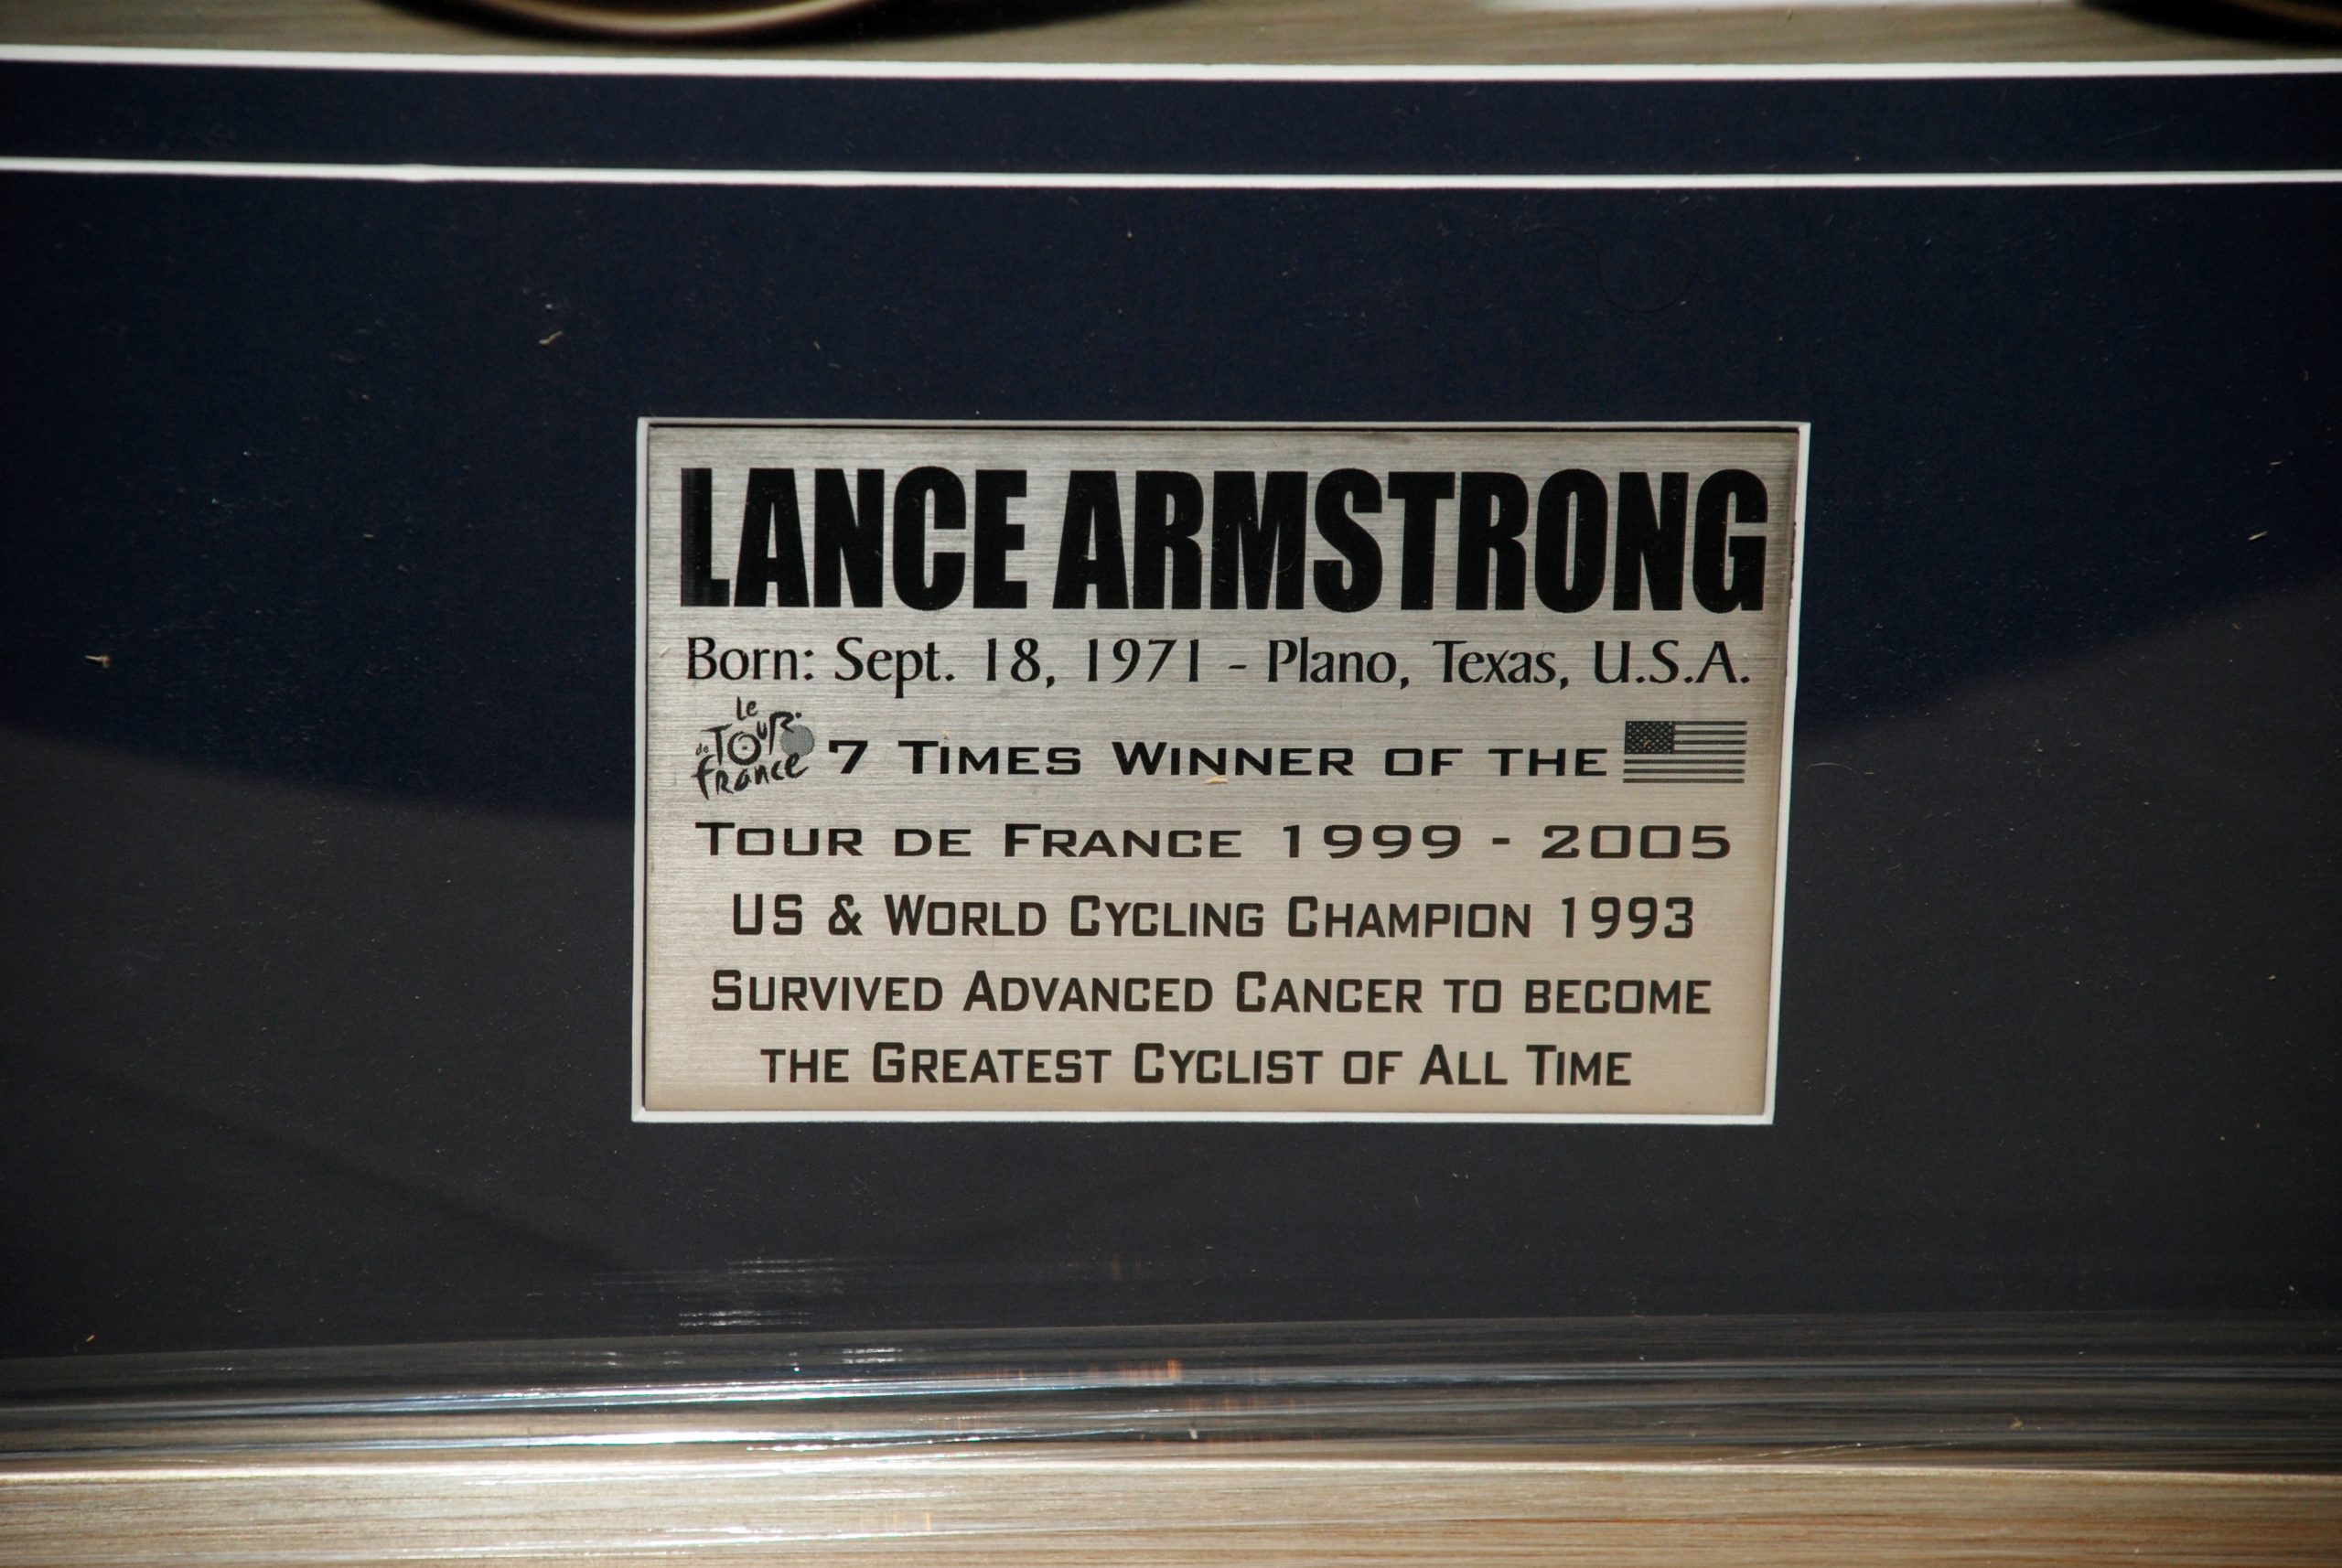 LANCE ARMSTRONG
Born: Sept. 18, 1971 - Plano, Texas, U.S.A.
Le
TOUR
de
france
7 TIMES WINNER OF THE
TOUR DE FRANCE 1999 - 2005
US & WORLD CYCLING CHAMPION 1993
SURVIVED ADVANCED CANCER TO BECOME
THE GREATEST CYCLIST OF ALL TIME